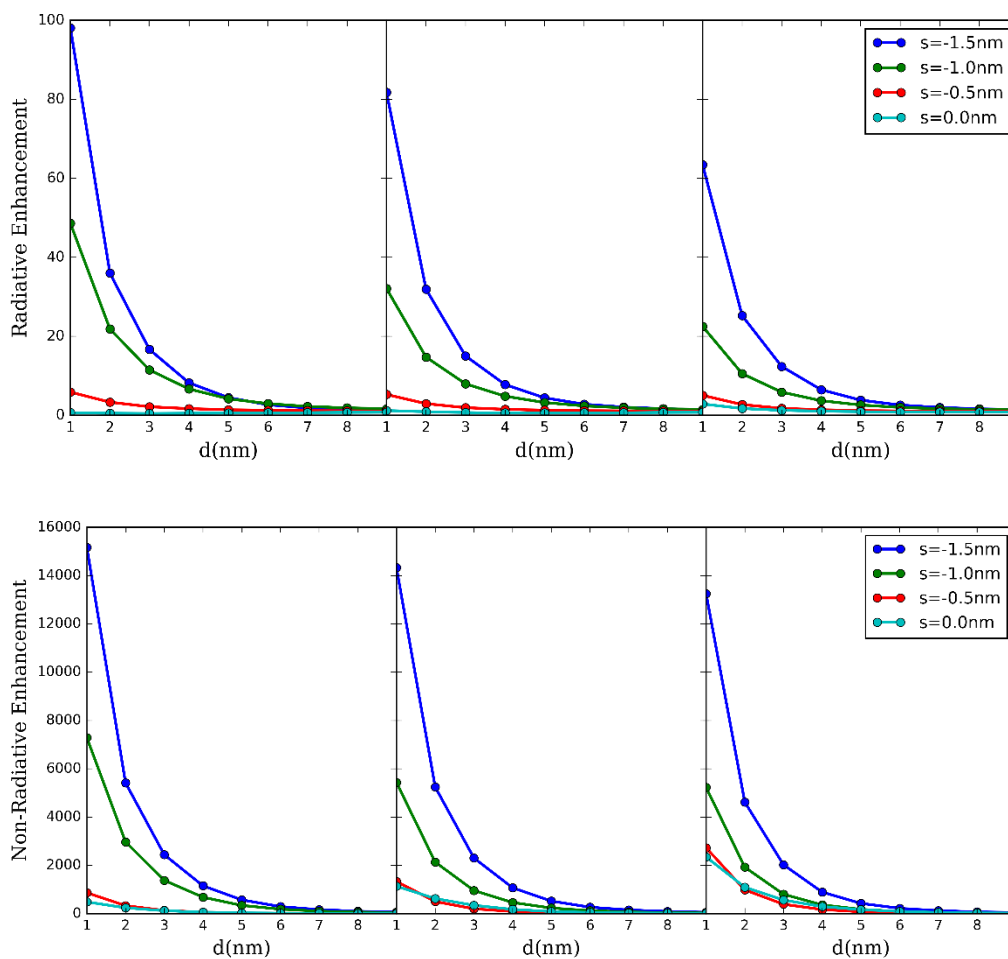 Radiative Enhancement
100
80
60
40
20
0
s=-1.5nm
s=-1.0nm
s=-0.5nm
s=0.0nm
1 2 3 4 5 6 7 8 1 2 3 4 5 6 7 8 1 2 3 4 5 6 7 8
d(nm) d(nm) d(nm)
Non-Radiative Enhancement
16000
14000
12000
10000
8000
6000
4000
2000
0
s=-1.5nm
s=-1.0nm
s=-0.5nm
s=0.0nm
1 2 3 4 5 6 7 8 1 2 3 4 5 6 7 8 1 2 3 4 5 6 7 8
d(nm) d(nm) d(nm)